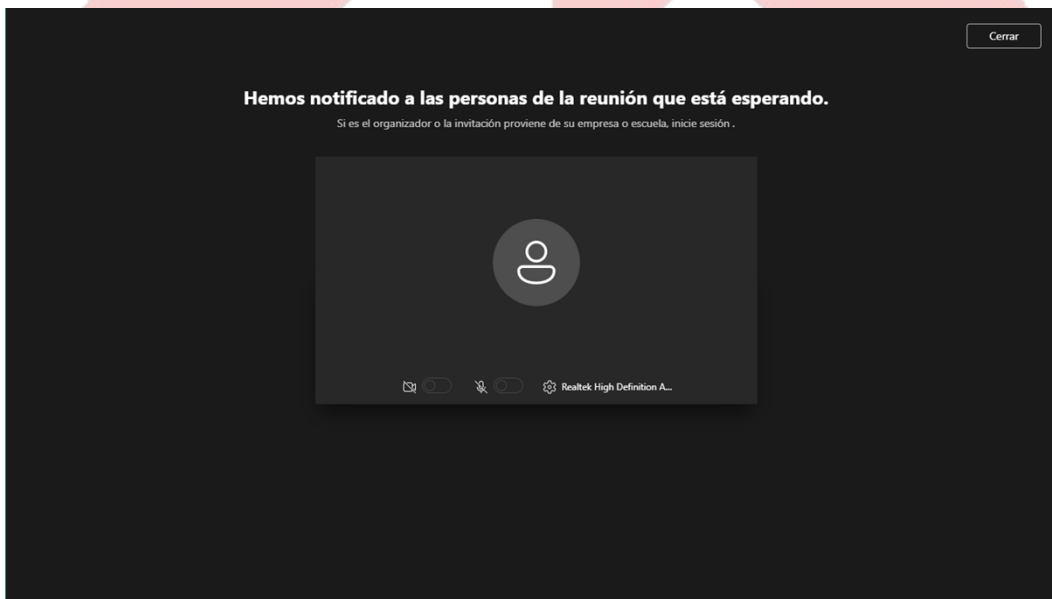 Cerrar
Hemos notificado a las personas de la reunión que está esperando.
Si es el organizador o la invitación proviene de su empresa o escuela, inicie sesión .
Realtek High Definition A...